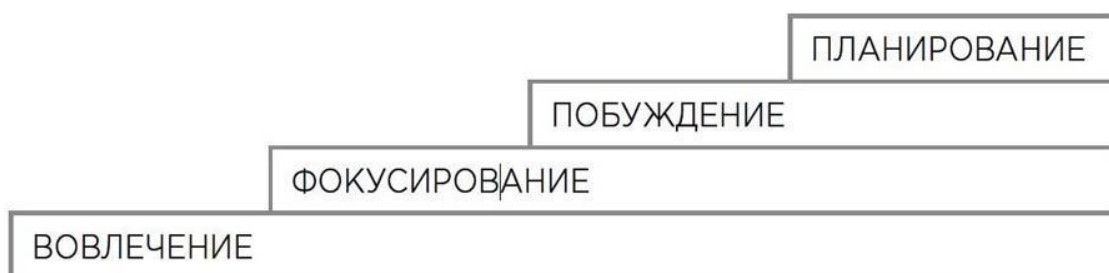 ПЛАНИРОВАНИЕ
ПОБУЖДЕНИЕ
ФОКУСИРОВАНИЕ
ВОВЛЕЧЕНИЕ